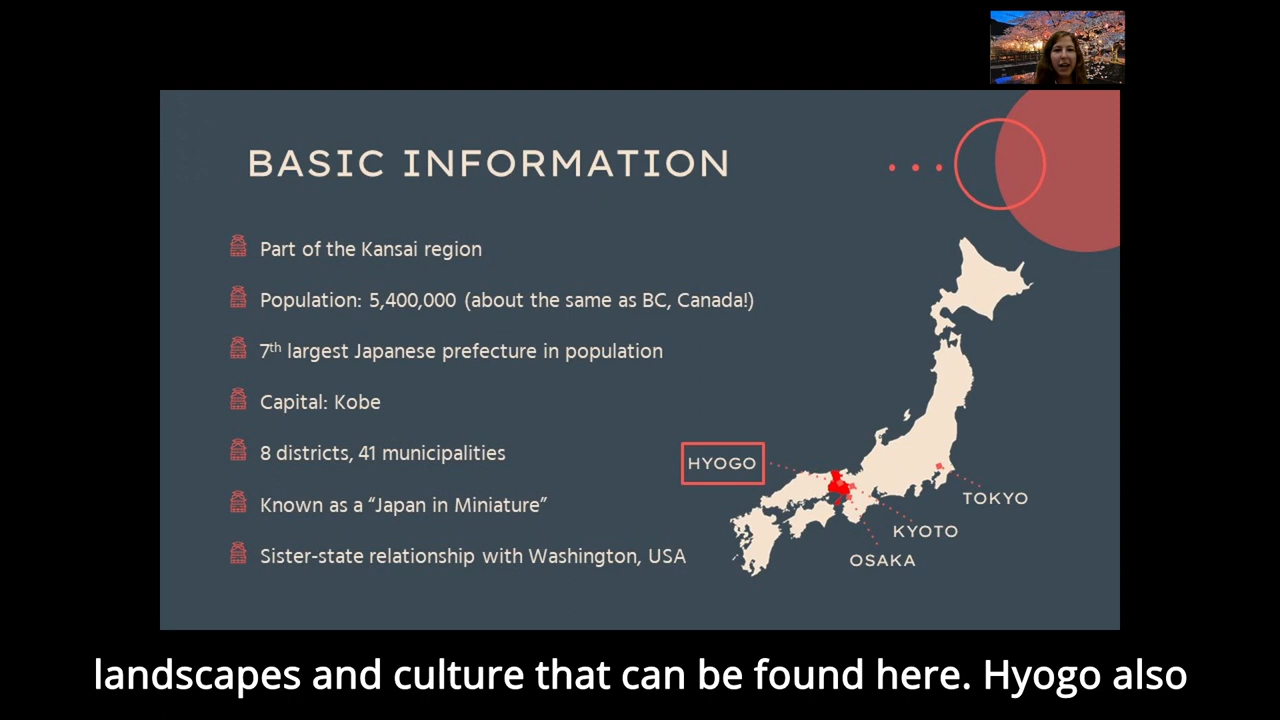 BASIC INFORMATION
Part of the Kansai region
Population: 5,400,000 (about the same as BC, Canada!)
7th largest Japanese prefecture in population
Capital: Kobe
8 districts, 41 municipalities
Known as a “Japan in Miniature”
Sister-state relationship with Washington, USA
HYOGO
TOKYO
KYOTO
OSAKA
landscapes and culture that can be found here. Hyogo also